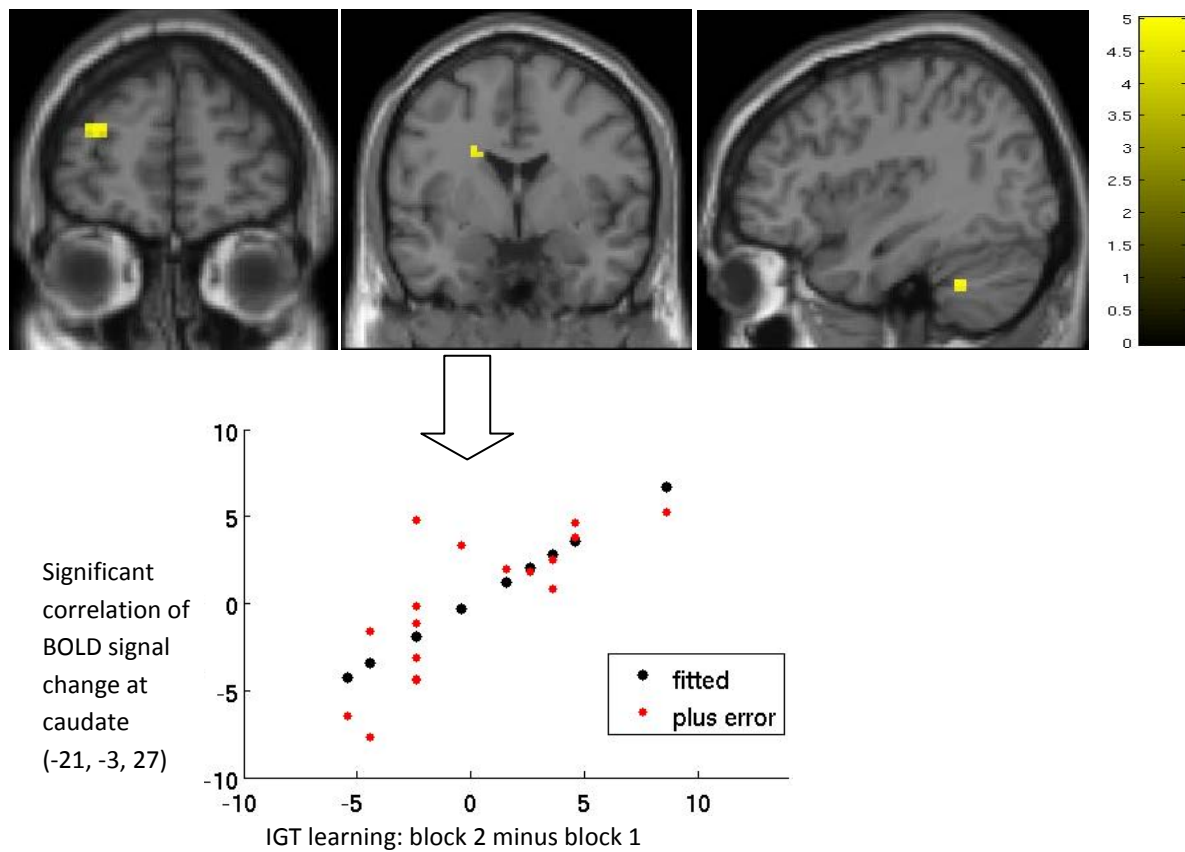 5
4.5
4
3.5
3
2.5
2
1.5
1
0.5
0
Significant
correlation of
BOLD signal
change at
caudate
(-21, -3, 27)
10
5
0
-5
-10
-10 -5 0 5 10
fitted
plus error
IGT learning: block 2 minus block 1